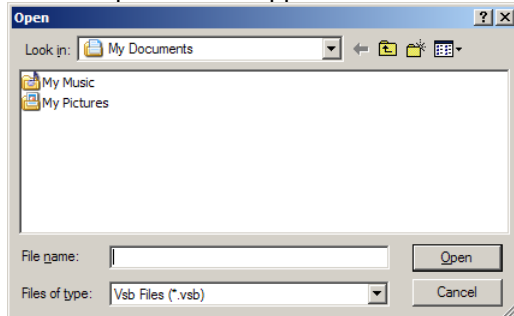 Open
Look in: My Documents
My Music
My Pictures
File name: Open
Files of type: Vsb Files (*.vsb) Cancel